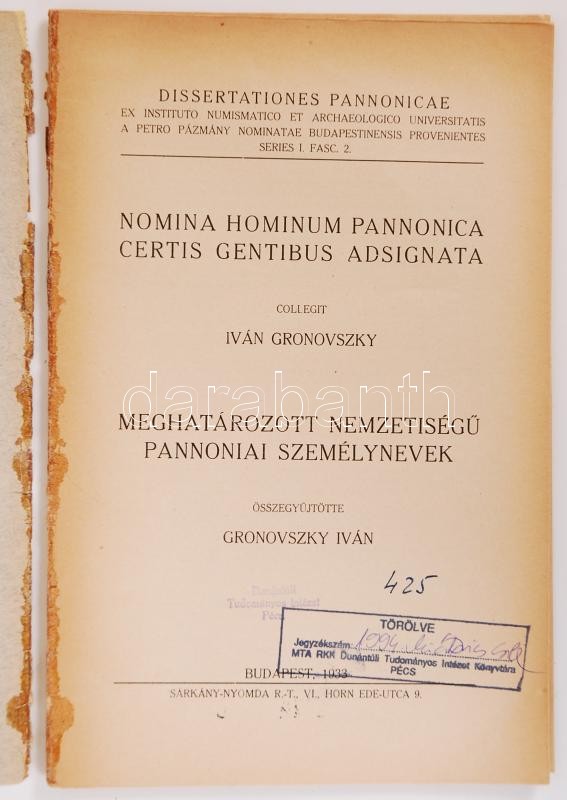 DISSERTATIONES PANNONICAE
EX INSTITUTO NUMISMATICO ET ARCHAEOLOGICO UNIVERSITATIS
A PETRO PÁZMÁNY NOMINATAE BUDAPESTINENSIS PROVENIENTES
SERIES I. FASC. 2.
NOMINA HOMINUM PANNONICA
CERTIS GENTIBUS ADSIGNATA
COLLEGIT
IVÁN GRONOVSZKY
darabanth
MEGHATÁROZOTT NEMZETISÉGŰ
PANNONIAI SZEMÉLYNEVEK
ÖSSZEGYŰJTÖTTE
GRONOVSZKY IVÁN
425
Dunántúli
Tudományos Intézet
Pécs
TÖRÖLVE
Jegyzékszám: 1994.
MTA RKK Dunántúli Tudományos Intézet Könyvtára
PÉCS
BUDAPEST, 1933
SÁRKÁNY-NYOMDA R.-T., VI., HORN EDE-UTCA 9.